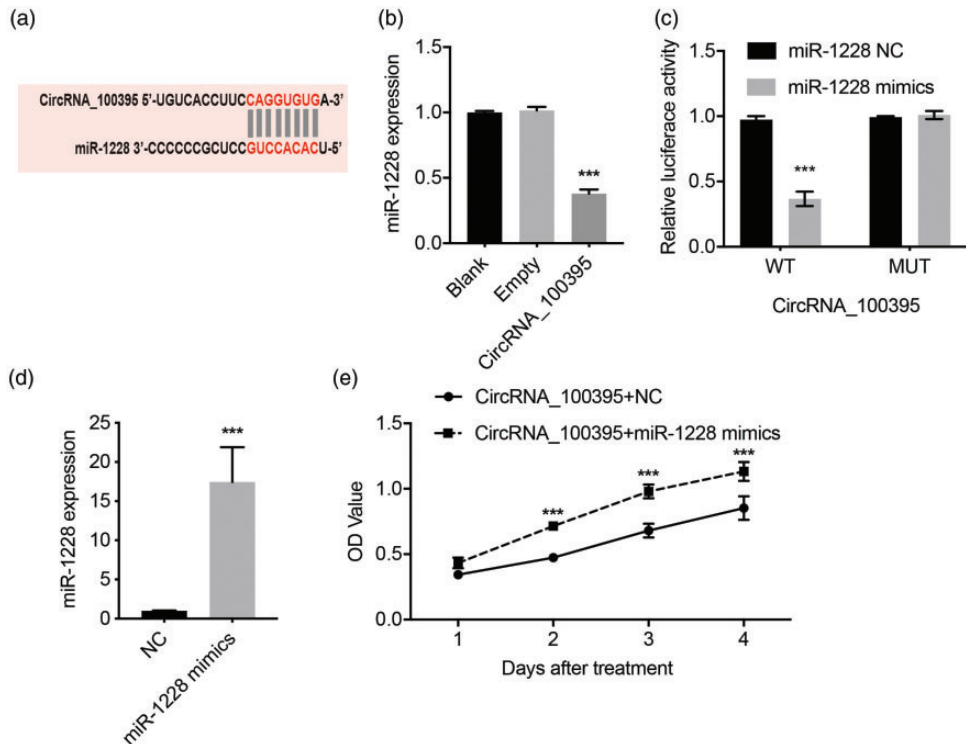 (a)
CircRNA_100395 5’-UGUCACCUUCCAGGUGUGA-3’
miR-1228 3’-CCCCCCGCUCCGUCCACACU-5’
(b)
miR-1228 expression
1.5
1.0
0.5
0.0
***
Blank
Empty
CircRNA_100395
(c)
Relative luciferace activity
1.5
1.0
0.5
0.0
miR-1228 NC
miR-1228 mimics
***
WT
MUT
CircRNA_100395
(d)
miR-1228 expression
25
20
15
10
5
0
***
NC
miR-1228 mimics
(e)
CircRNA_100395+NC
CircRNA_100395+miR-1228 mimics
OD Value
1.5
1.0
0.5
0.0
***
***
***
1
2
3
4
Days after treatment